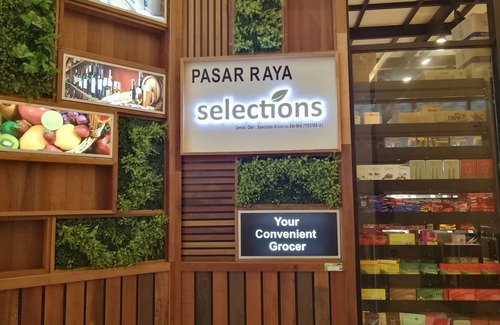 PASAR RAYA
selections
Your
Convenient
Grocer